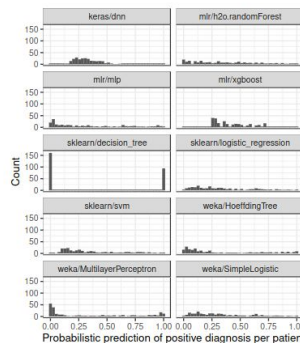 keras/dnn
mlr/h2o.randomForest
150
100
50
0
mlr/mlp
mlr/xgboost
150
100
50
0
sklearn/decision_tree
sklearn/logistic_regression
150
100
50
0
sklearn/svm
weka/HoeffdingTree
150
100
50
0
weka/MultilayerPerceptron
weka/SimpleLogistic
150
100
50
0
Count
0.00 0.25 0.50 0.75 1.00 0.00 0.25 0.50 0.75 1.00
Probabilistic prediction of positive diagnosis per patient